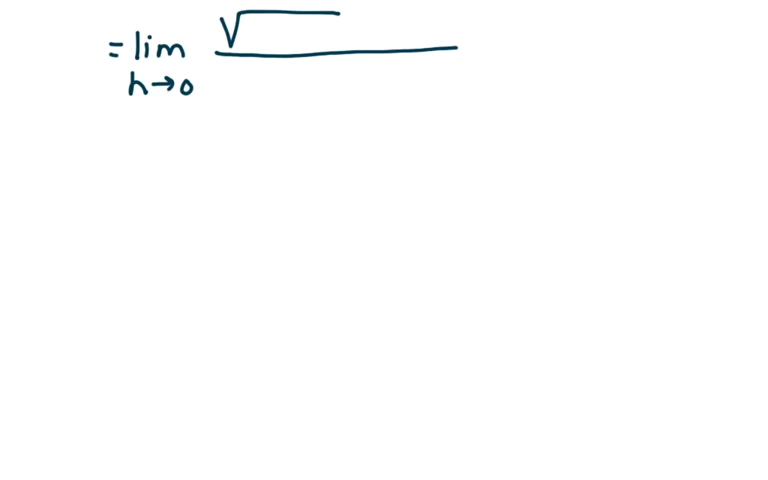 = lim √
h→0